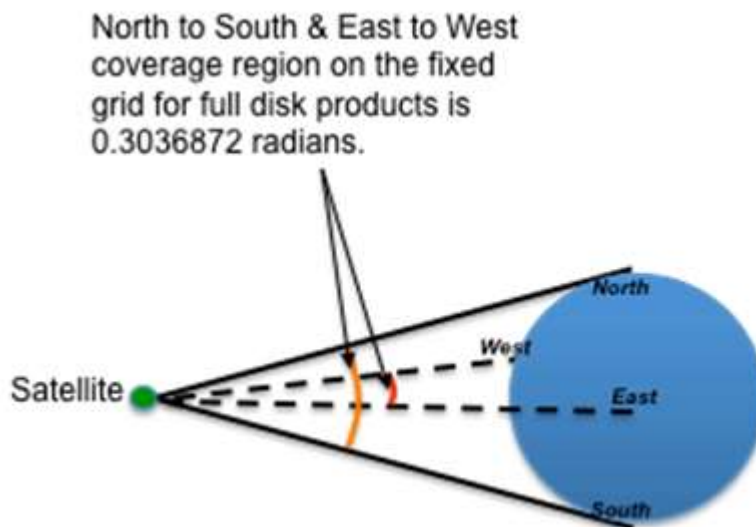 North to South & East to West
coverage region on the fixed
grid for full disk products is
0.3036872 radians.
North
West
Satellite
East
South